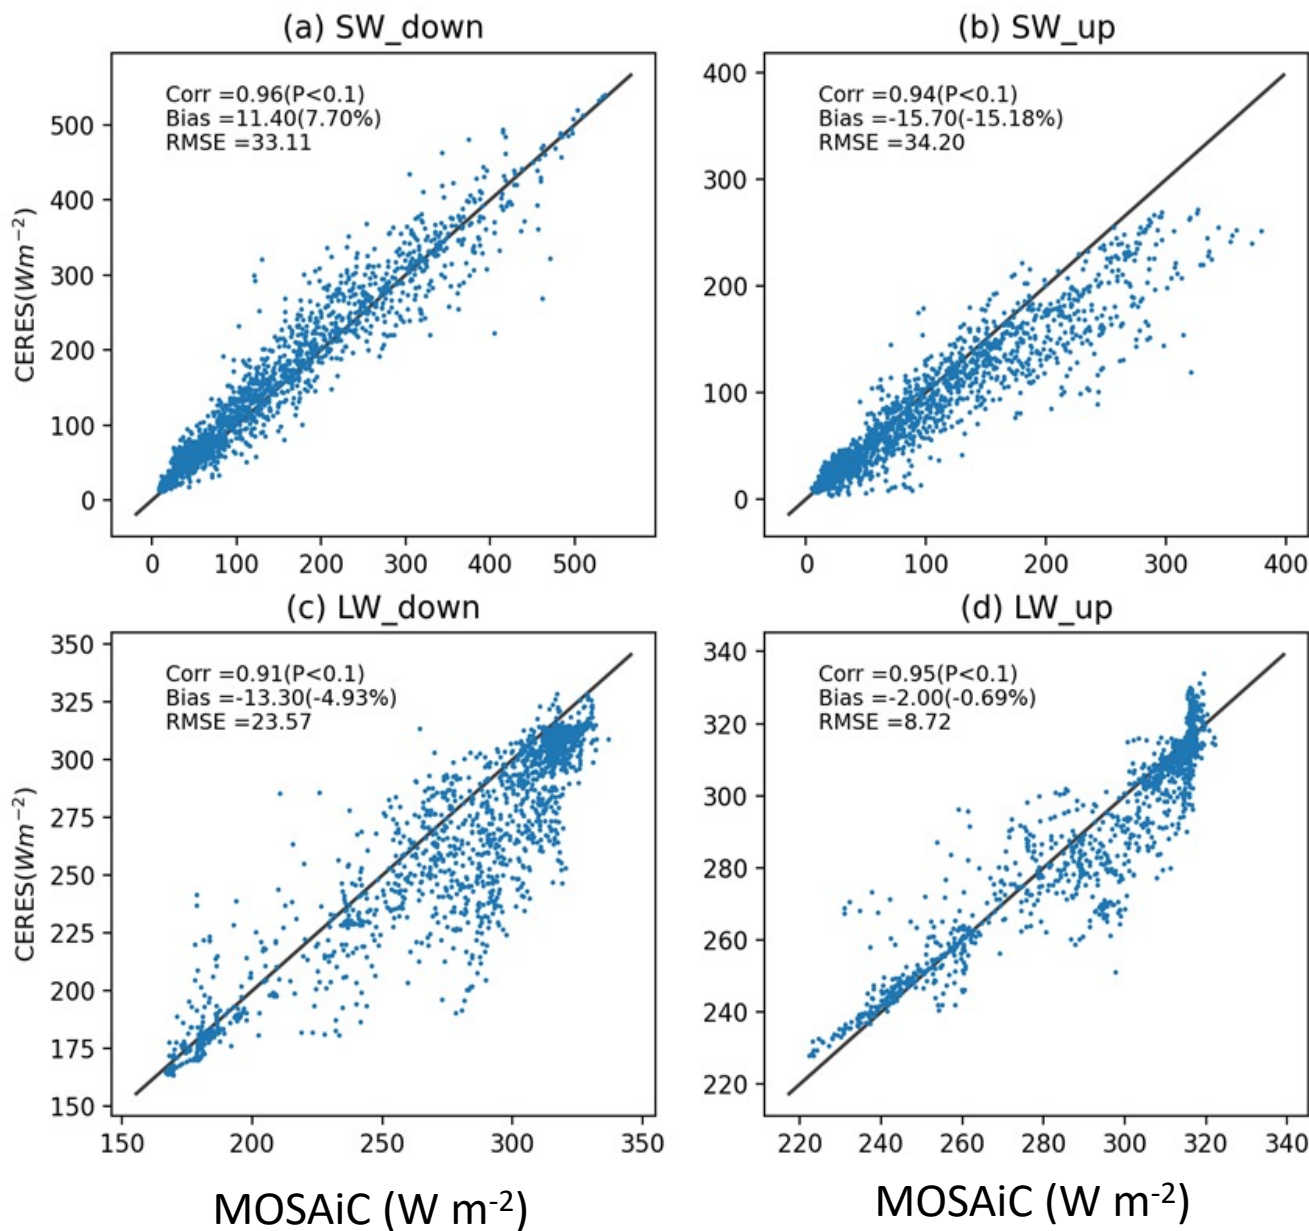 (a) SW_down
Corr =0.96(P<0.1)
Bias =11.40(7.70%)
RMSE =33.11
CERES(Wm⁻²)
500
400
300
200
100
0
0 100 200 300 400 500
(b) SW_up
Corr =0.94(P<0.1)
Bias =-15.70(-15.18%)
RMSE =34.20
400
300
200
100
0
0 100 200 300 400
(c) LW_down
Corr =0.91(P<0.1)
Bias =-13.30(-4.93%)
RMSE =23.57
CERES(Wm⁻²)
350
325
300
275
250
225
200
175
150
150 200 250 300 350
MOSAiC (W m⁻²)
(d) LW_up
Corr =0.95(P<0.1)
Bias =-2.00(-0.69%)
RMSE =8.72
340
320
300
280
260
240
220
220 240 260 280 300 320 340
MOSAiC (W m⁻²)